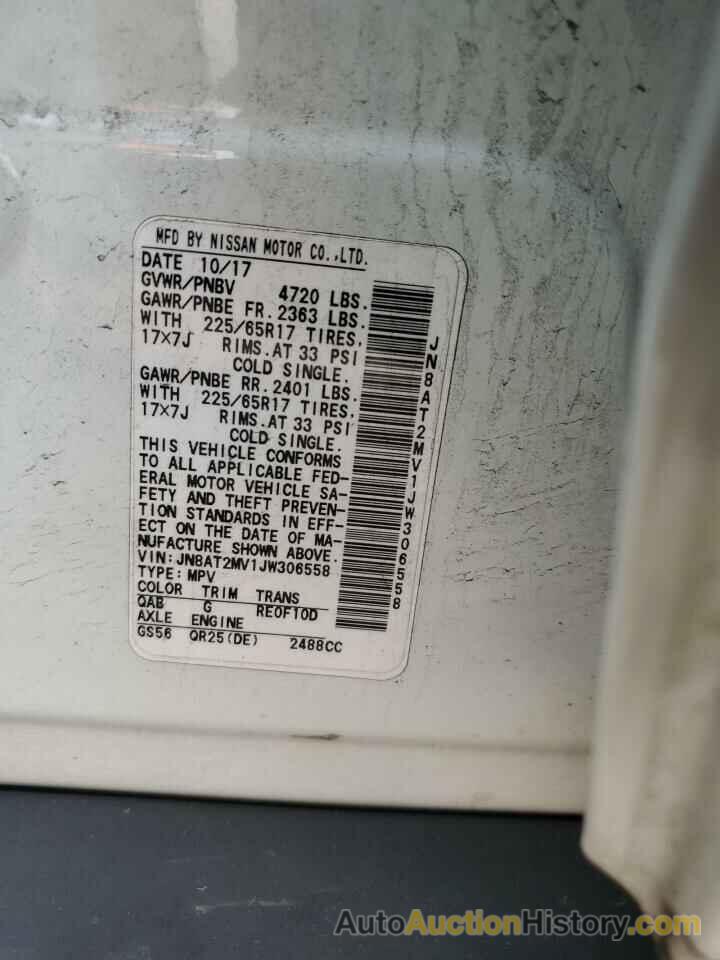 MFD BY NISSAN MOTOR CO.,LTD.
DATE 10/17
GVWR/PNBV 4720 LBS.
GAWR/PNBE FR. 2363 LBS.
WITH 225/65R17 TIRES,
17×7J RIMS.AT 33 PSI
COLD SINGLE.
GAWR/PNBE RR. 2401 LBS.
WITH 225/65R17 TIRES,
17×7J RIMS.AT 33 PSI
COLD SINGLE.
THIS VEHICLE CONFORMS
TO ALL APPLICABLE FED-
ERAL MOTOR VEHICLE SA-
FETY AND THEFT PREVEN-
TION STANDARDS IN EFF-
ECT ON THE DATE OF MA-
NUFACTURE SHOWN ABOVE.
VIN:JN8AT2MV1JW306558
TYPE:MPV
COLOR TRIM TRANS
QAB G RE0F10D
AXLE ENGINE
GS56 QR25(DE) 2488CC
JN8AT2MV1JW306558
AutoAuctionHistory.com